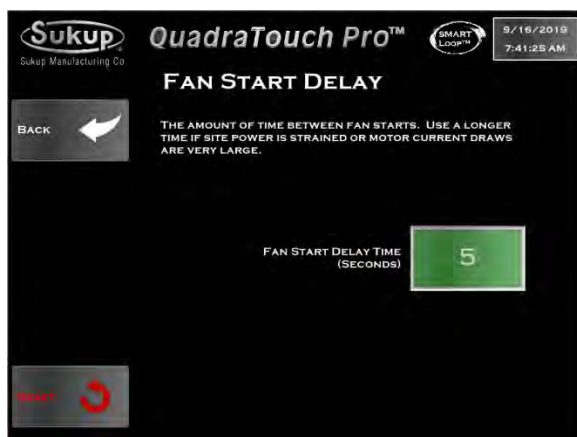 Sukup
Sukup Manufacturing Co
QuadraTouch Pro™
SMART
LOOP™
9/16/2019
7:41:25 AM
FAN START DELAY
BACK
THE AMOUNT OF TIME BETWEEN FAN STARTS. USE A LONGER
TIME IF SITE POWER IS STRAINED OR MOTOR CURRENT DRAWS
ARE VERY LARGE.
FAN START DELAY TIME
(SECONDS)
5
RESET